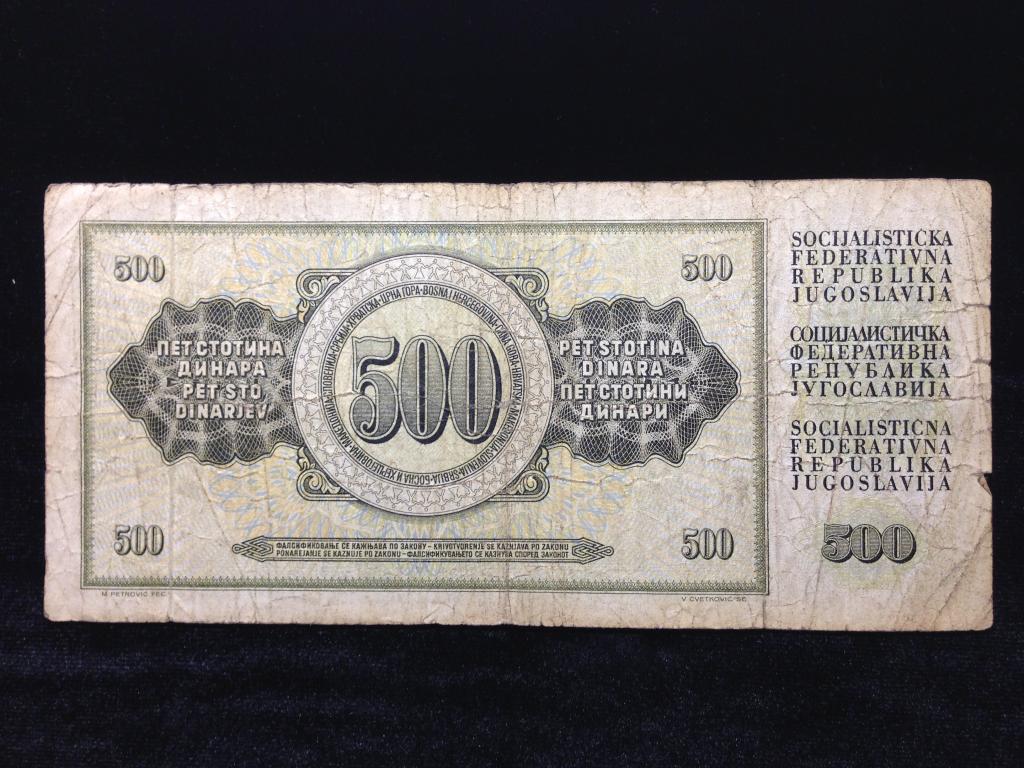 500
500
ПЕТ СТОТИНА
ДИНАРА
PET STO
DINARJEV
500
PET STOTINA
DINARA
ПЕТ СТОТИНИ
ДИНАРИ
500
500
ФАЛСИФИКОВАЊЕ СЕ КАЖЊАВА ПО ЗАКОНУ - KRIVOTVORENJE SE KAŽNJAVA PO ZAKONU
PONAREJANJE SE KAZNUJE PO ZAKONU - ФАЛСИФИКУВАЊЕТО СЕ КАЗНУВА СПОРЕД ЗАКОНОТ
M. PETROVIĆ FEC.
V. CVETKOVIĆ SC.
SOCIJALISTIČKA
FEDERATIVNA
REPUBLIKA
JUGOSLAVIJA
СОЦИЈАЛИСТИЧКА
ФЕДЕРАТИВНА
РЕПУБЛИКА
ЈУГОСЛАВИЈА
SOCIALISTIČNA
FEDERATIVNA
REPUBLIKA
JUGOSLAVIJA
500